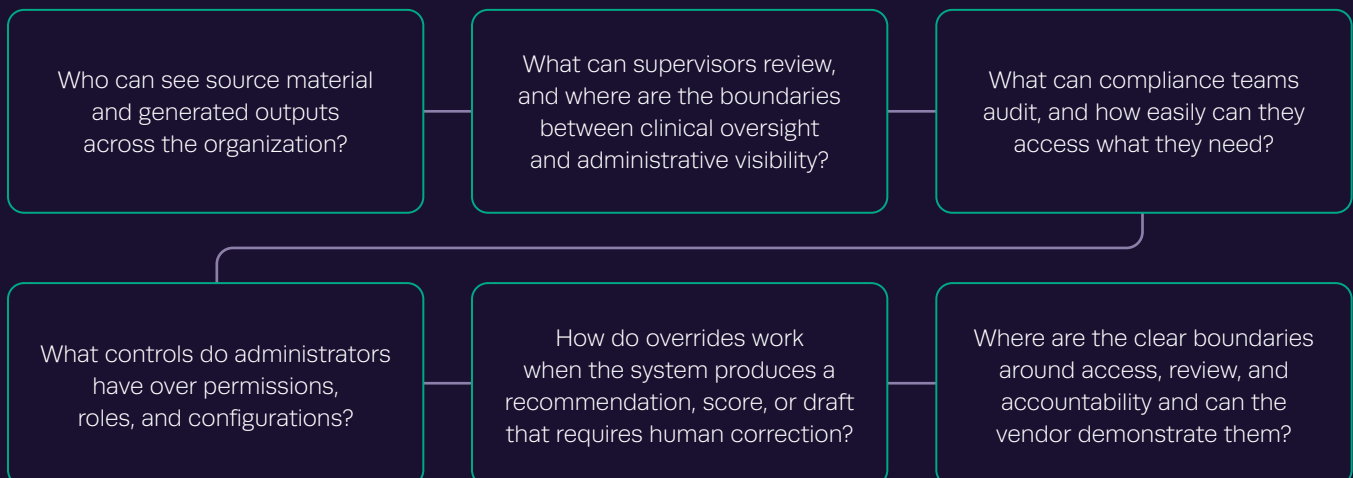 Who can see source material
and generated outputs
across the organization?
What can supervisors review,
and where are the boundaries
between clinical oversight
and administrative visibility?
What can compliance teams
audit, and how easily can they
access what they need?
What controls do administrators
have over permissions,
roles, and configurations?
How do overrides work
when the system produces a
recommendation, score, or draft
that requires human correction?
Where are the clear boundaries
around access, review, and
accountability and can the
vendor demonstrate them?